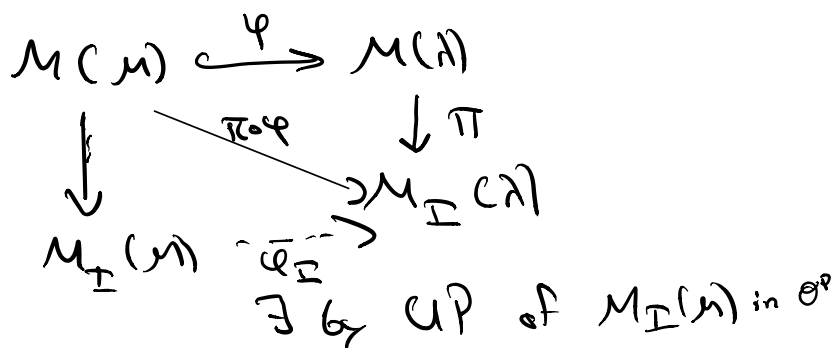 φ
M(μ) M(λ)
π∘φ π
M_I(λ)
M_I(μ) φ_I
∃ by UP of M_I(μ) in O^p